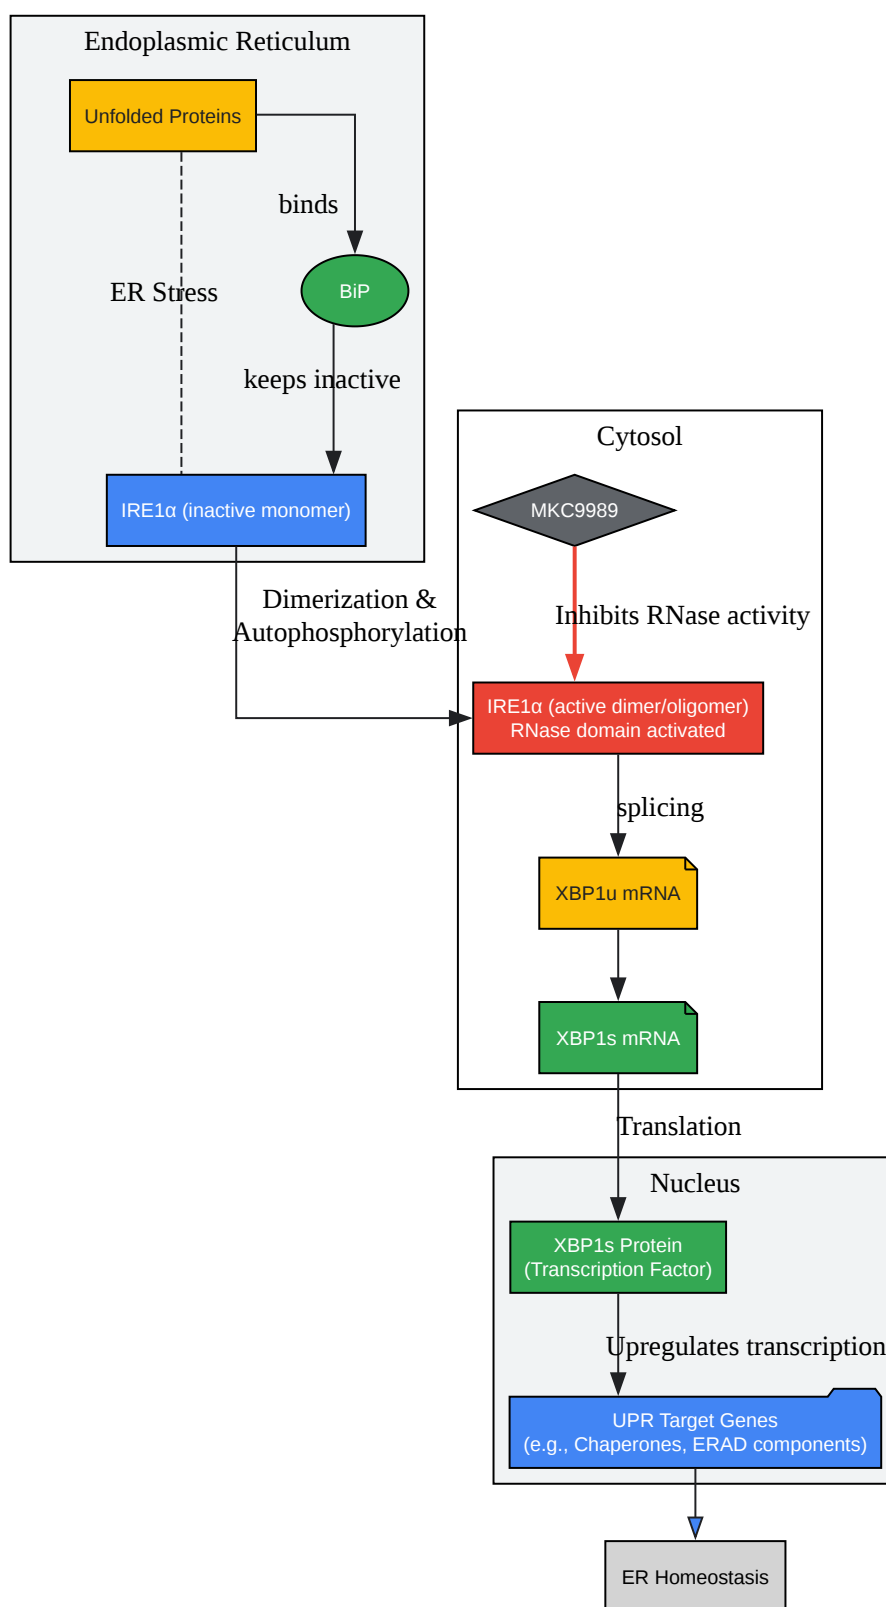 Endoplasmic Reticulum
Unfolded Proteins
binds
BiP
ER Stress
keeps inactive
IRE1α (inactive monomer)
Cytosol
MKC9989
Dimerization &
Autophosphorylation
Inhibits RNase activity
IRE1α (active dimer/oligomer)
RNase domain activated
splicing
XBP1u mRNA
XBP1s mRNA
Translation
Nucleus
XBP1s Protein
(Transcription Factor)
Upregulates transcription
UPR Target Genes
(e.g., Chaperones, ERAD components)
ER Homeostasis